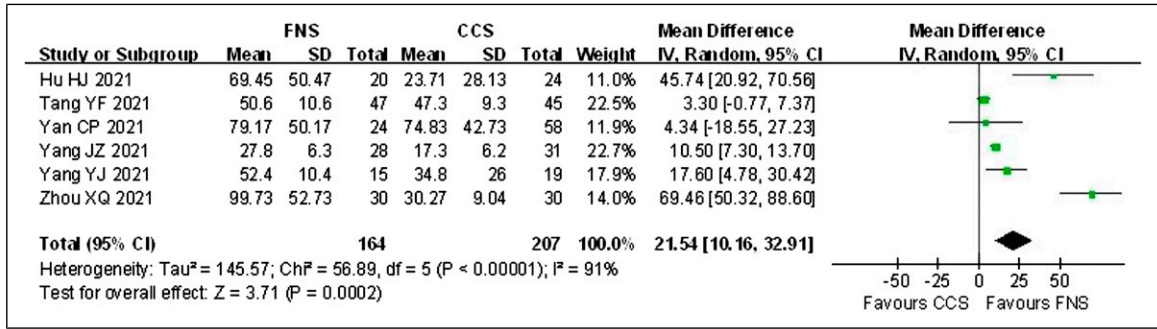 FNS CCS Mean Difference Mean Difference
Study or Subgroup Mean SD Total Mean SD Total Weight IV, Random, 95% CI IV, Random, 95% CI
Hu HJ 2021 69.45 50.47 20 23.71 28.13 24 11.0% 45.74 [20.92, 70.56]
Tang YF 2021 50.6 10.6 47 47.3 9.3 45 22.5% 3.30 [-0.77, 7.37]
Yan CP 2021 79.17 50.17 24 74.83 42.73 58 11.9% 4.34 [-18.55, 27.23]
Yang JZ 2021 27.8 6.3 28 17.3 6.2 31 22.7% 10.50 [7.30, 13.70]
Yang YJ 2021 52.4 10.4 15 34.8 26 19 17.9% 17.60 [4.78, 30.42]
Zhou XQ 2021 99.73 52.73 30 30.27 9.04 30 14.0% 69.46 [50.32, 88.60]
Total (95% CI) 164 207 100.0% 21.54 [10.16, 32.91]
Heterogeneity: Tau² = 145.57; Chi² = 56.89, df = 5 (P < 0.00001); I² = 91%
Test for overall effect: Z = 3.71 (P = 0.0002)
-50 -25 0 25 50
Favours CCS Favours FNS